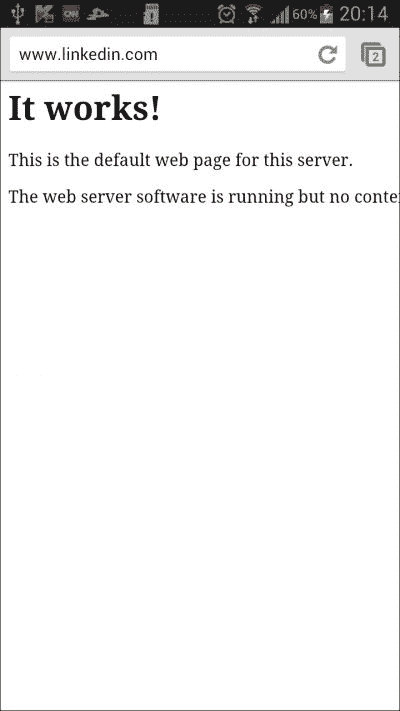 60% 20:14
www.linkedin.com
2
It works!
This is the default web page for this server.
The web server software is running but no conte